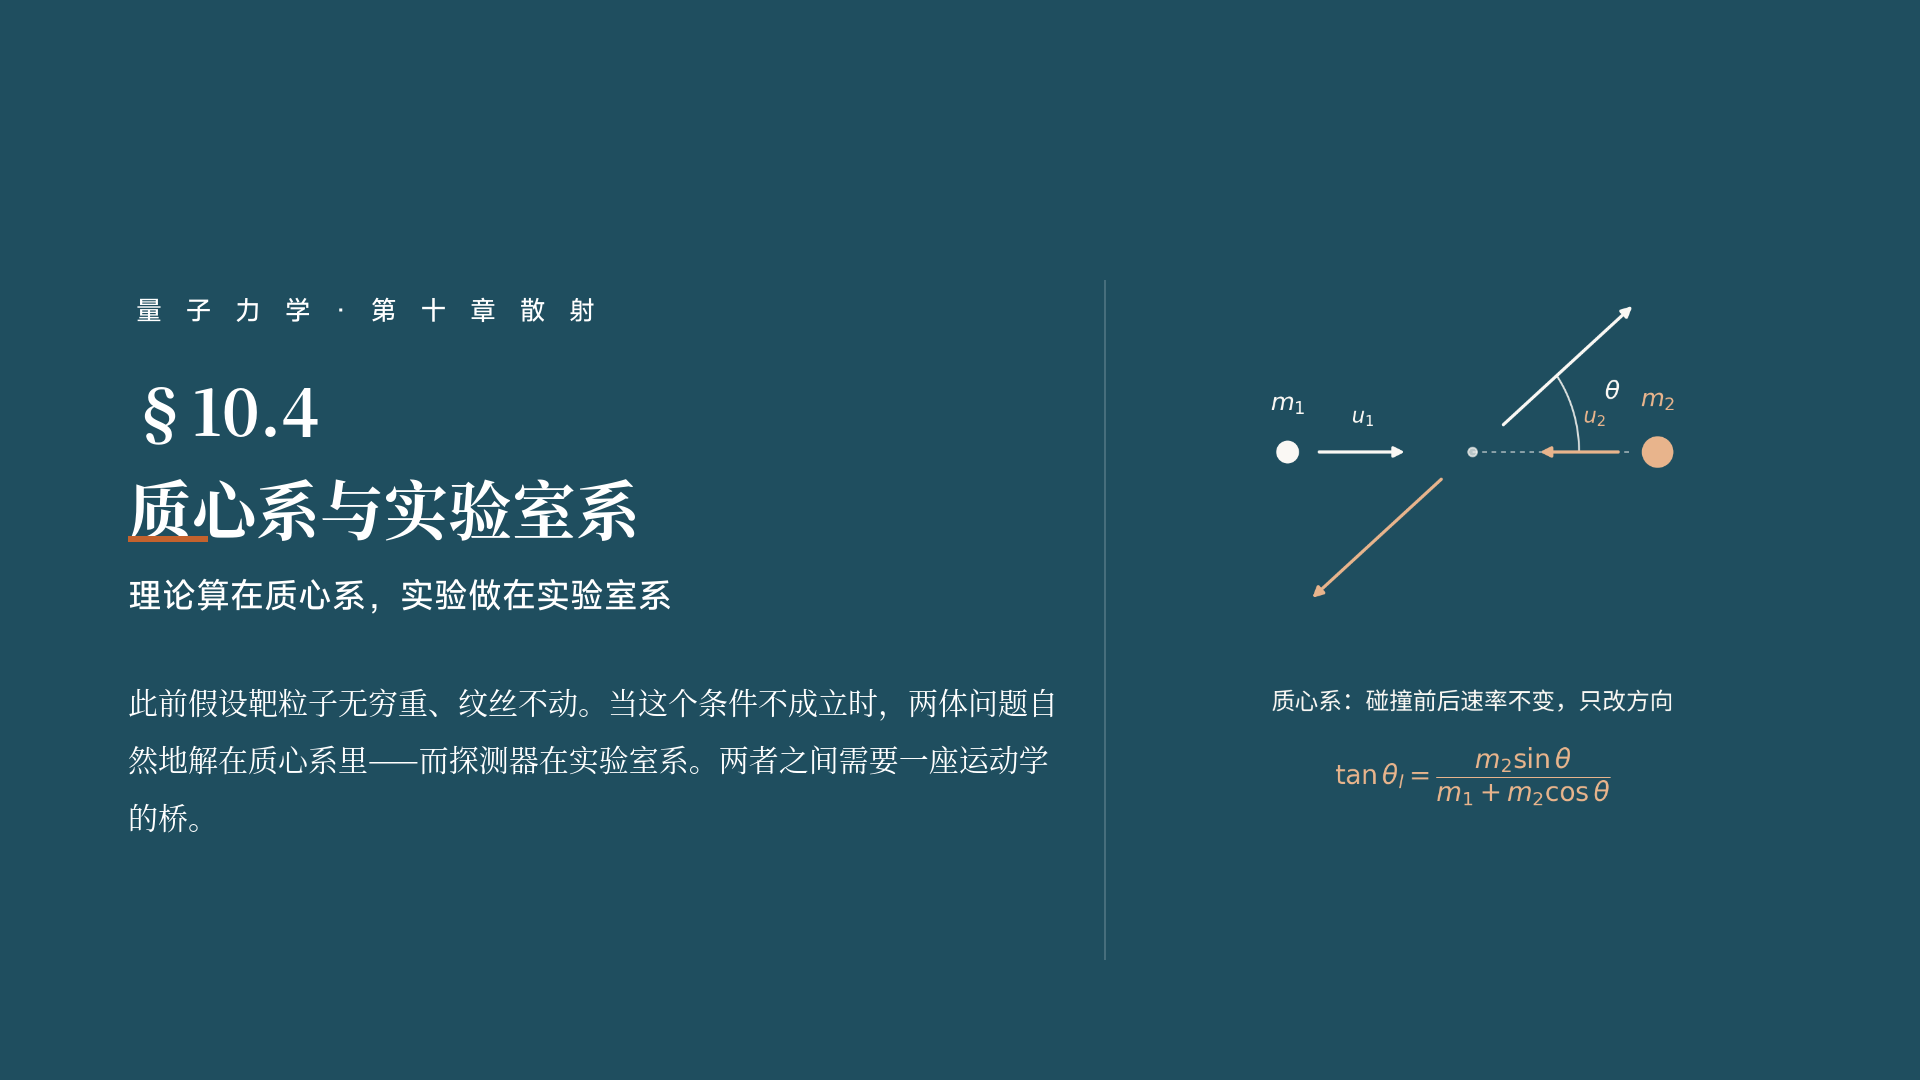 量子力学·第十章散射
§10.4
质心系与实验室系
理论算在质心系，实验做在实验室系
此前假设靶粒子无穷重、纹丝不动。当这个条件不成立时，两体问题自
然地解在质心系里——而探测器在实验室系。两者之间需要一座运动学
的桥。
m₁
u₁
θ
u₂
m₂
质心系：碰撞前后速率不变，只改方向
tan θ_l = \frac{m₂ sin θ}{m₁ + m₂ cos θ}